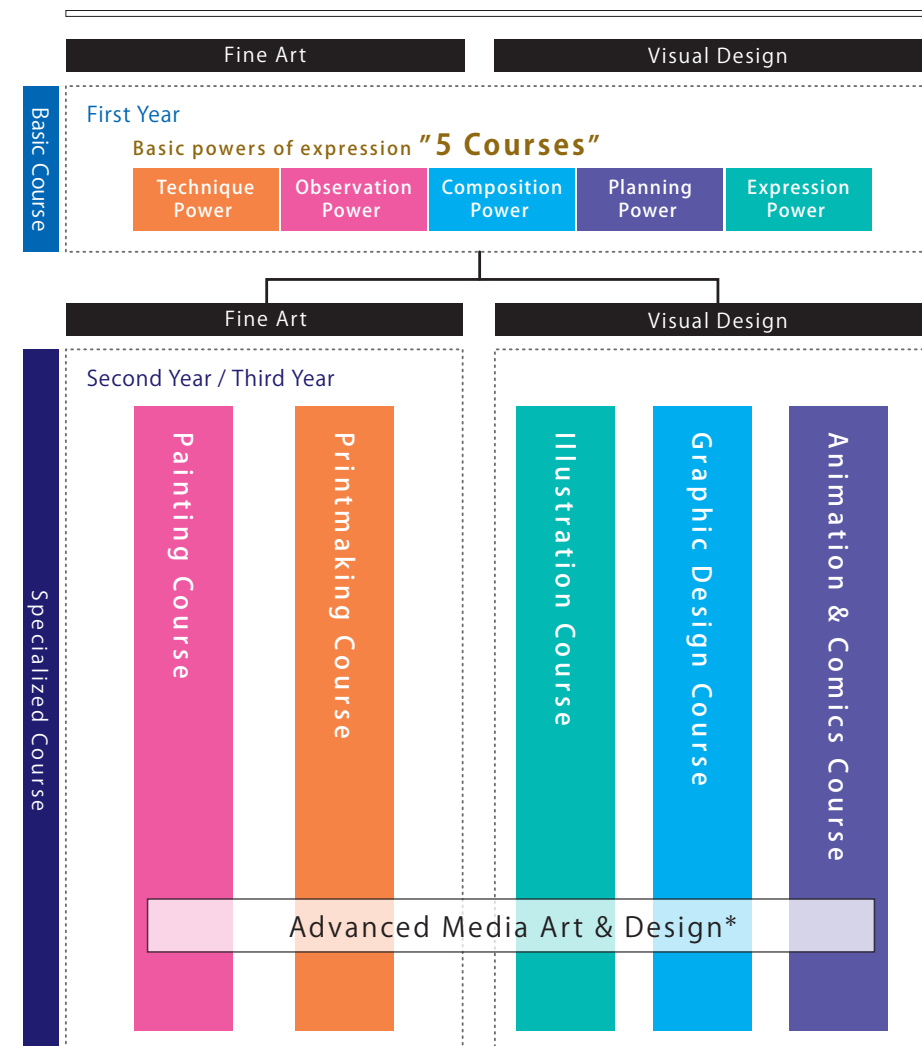 Fine Art
Visual Design
Basic Course
First Year
Basic powers of expression "5 Courses"
Technique
Power
Observation
Power
Composition
Power
Planning
Power
Expression
Power
Fine Art
Visual Design
Specialized Course
Second Year / Third Year
Painting Course
Printmaking Course
Illustration Course
Graphic Design Course
Animation & Comics Course
Advanced Media Art & Design*